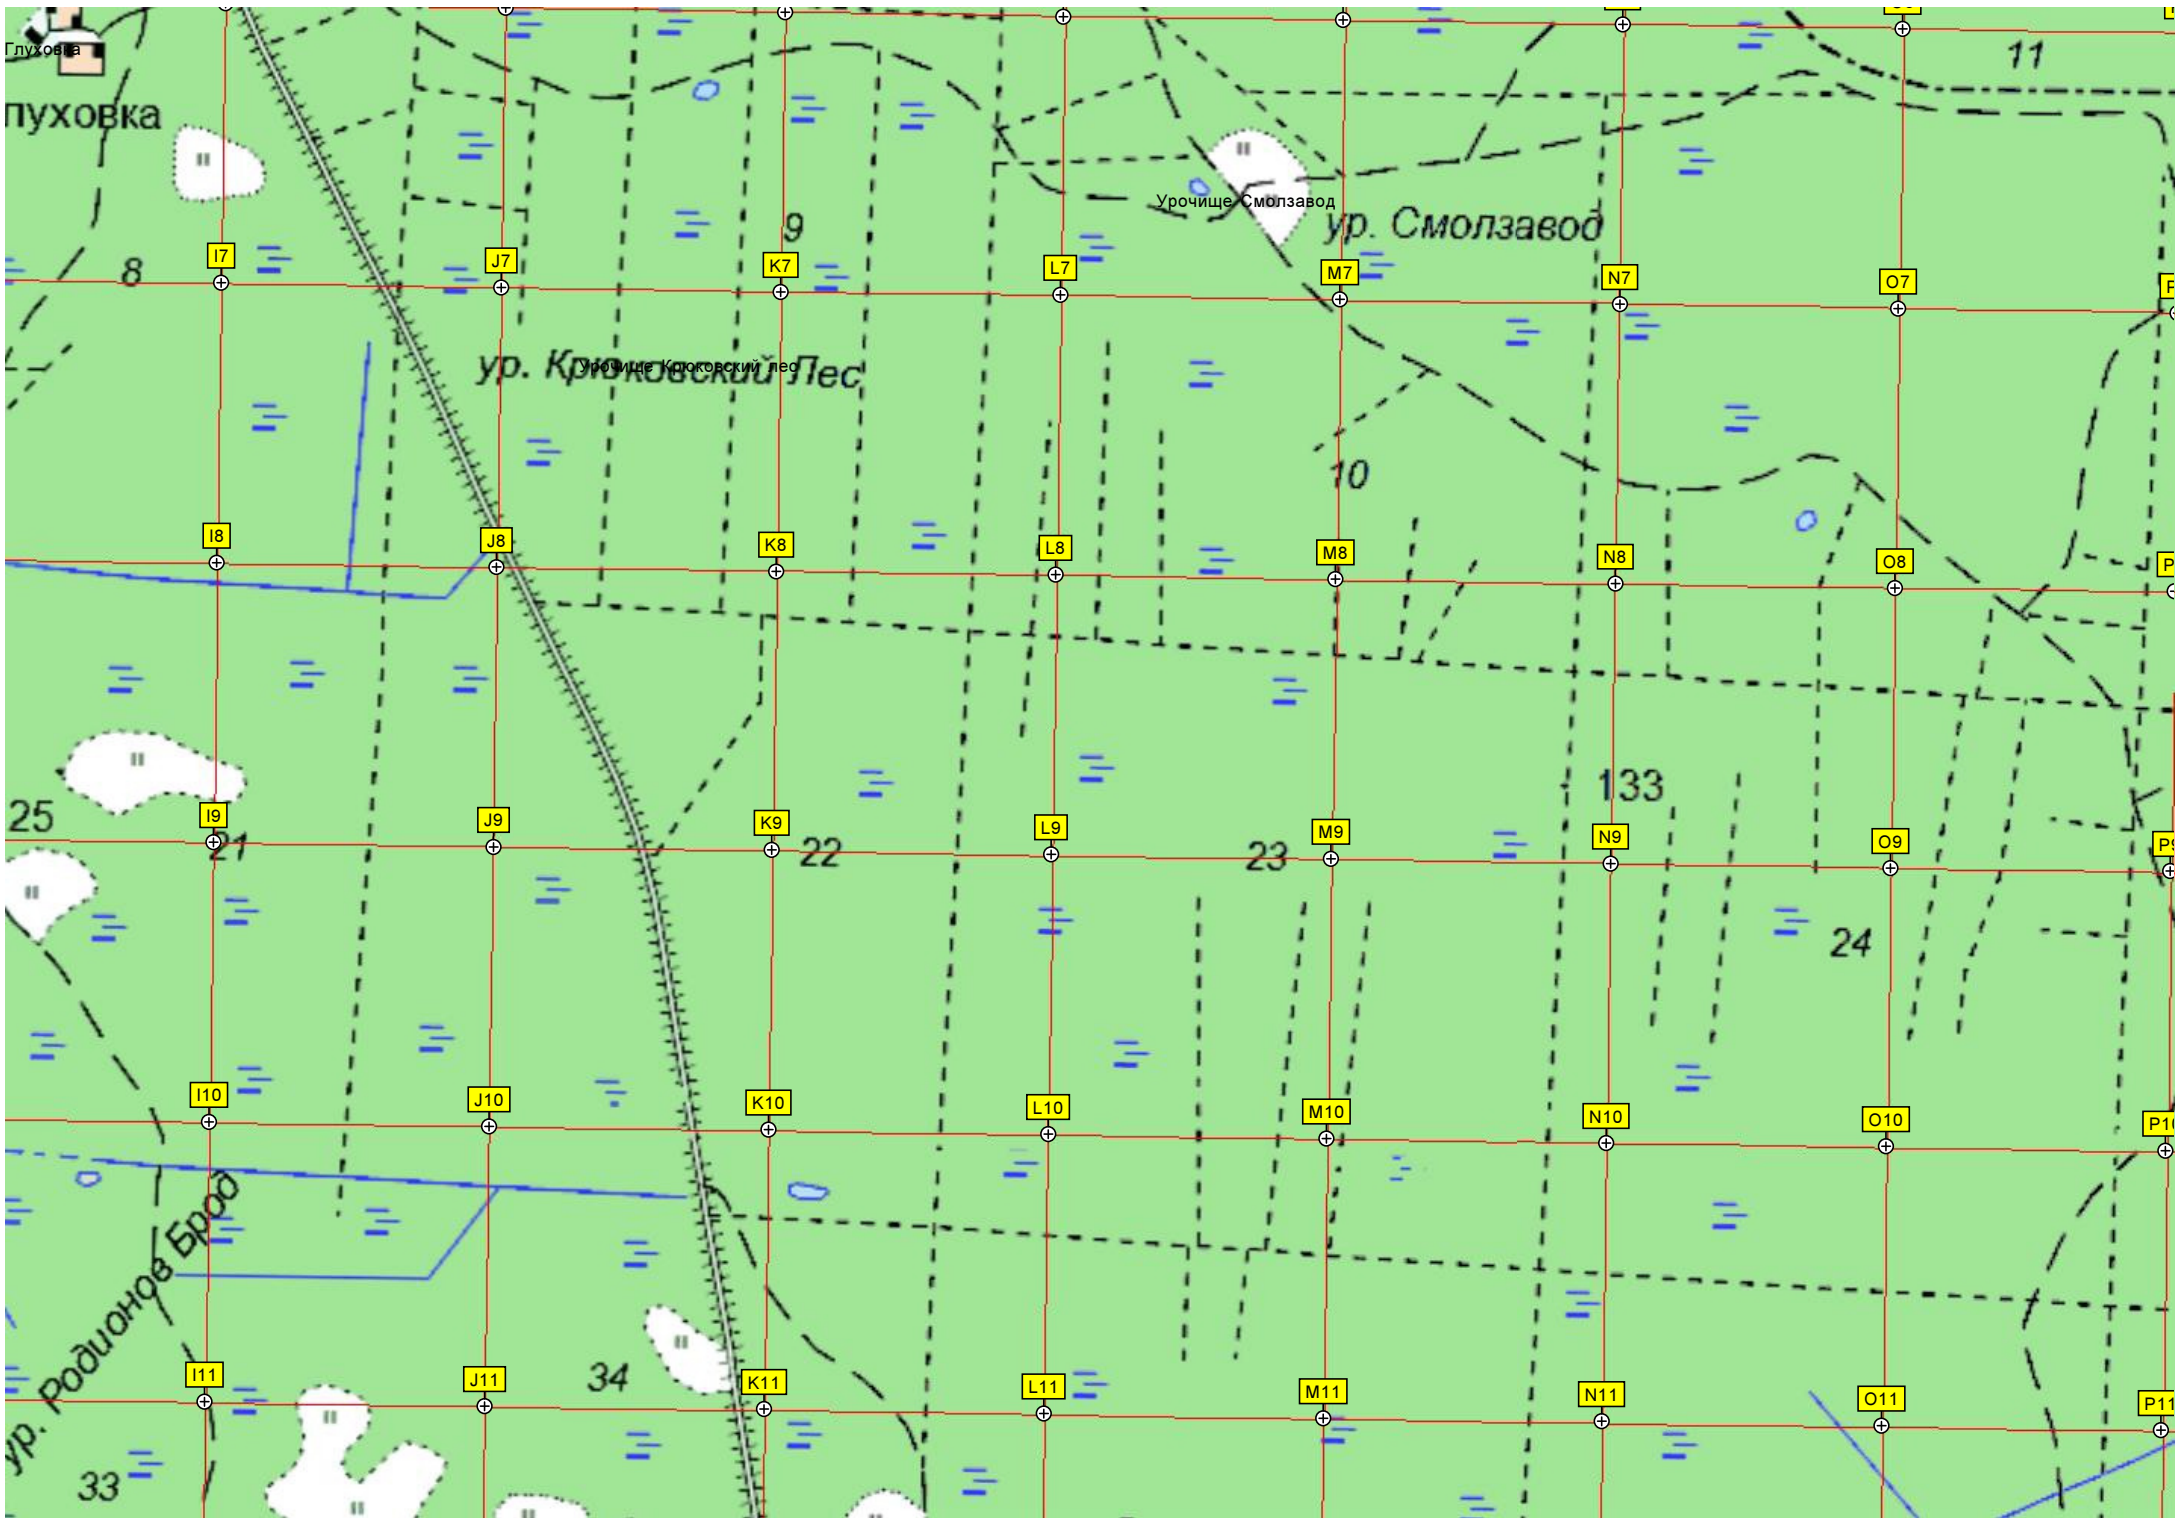 Глуховка
11
луховка
Урочище Смолзавод
9
ур. Смолзавод
8
I7
J7
K7
L7
M7
N7
O7
ур. Крюковский Лес
Урочище Крюковский лес
10
I8
J8
K8
L8
M8
N8
O8
133
25
I9
J9
K9
L9
M9
N9
O9
P9
21
22
23
24
I10
J10
K10
L10
M10
N10
O10
P10
ур. Родионов Брод
34
I11
J11
K11
L11
M11
N11
O11
P11
33